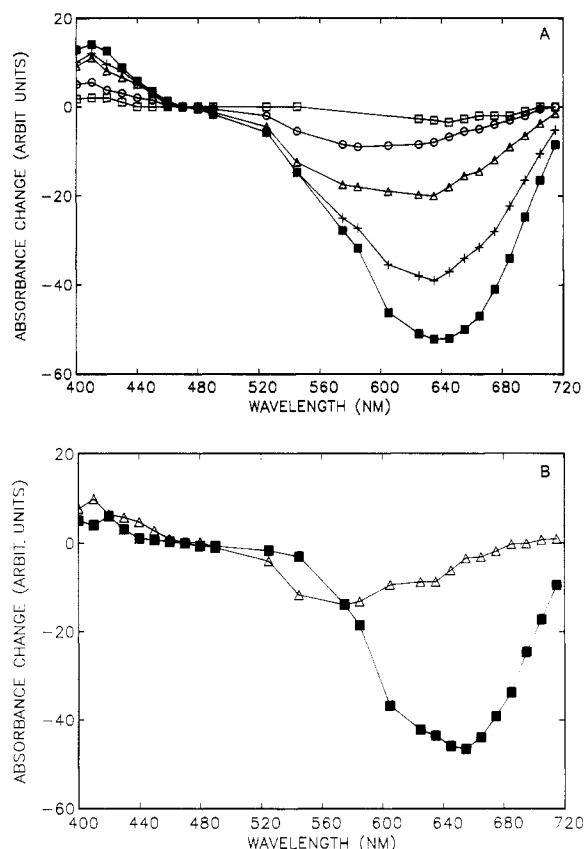 A
ABSORBANCE CHANGE (ARBIT UNITS)
20
0
−20
−40
−60
400 440 480 520 560 600 640 680 720
WAVELENGTH (NM)
B
ABSORBANCE CHANGE (ARBIT. UNITS)
20
0
−20
−40
−60
400 440 480 520 560 600 640 680 720
WAVELENGTH (NM)